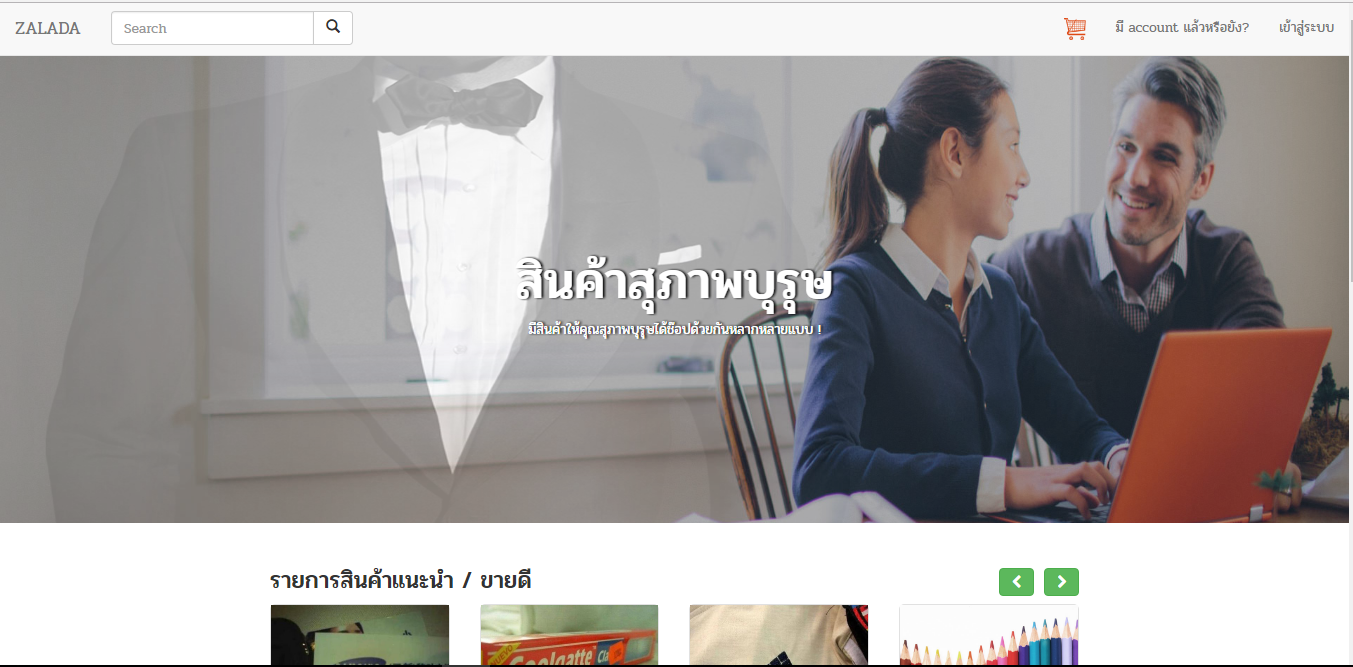 ZALADA
Search
มี account แล้วหรือยัง?
เข้าสู่ระบบ
สินค้าสุภาพบุรุษ
มีสินค้าให้คุณสุภาพบุรุษได้ช้อปด้วยกันหลากหลายแบบ !
รายการสินค้าแนะนำ / ขายดี